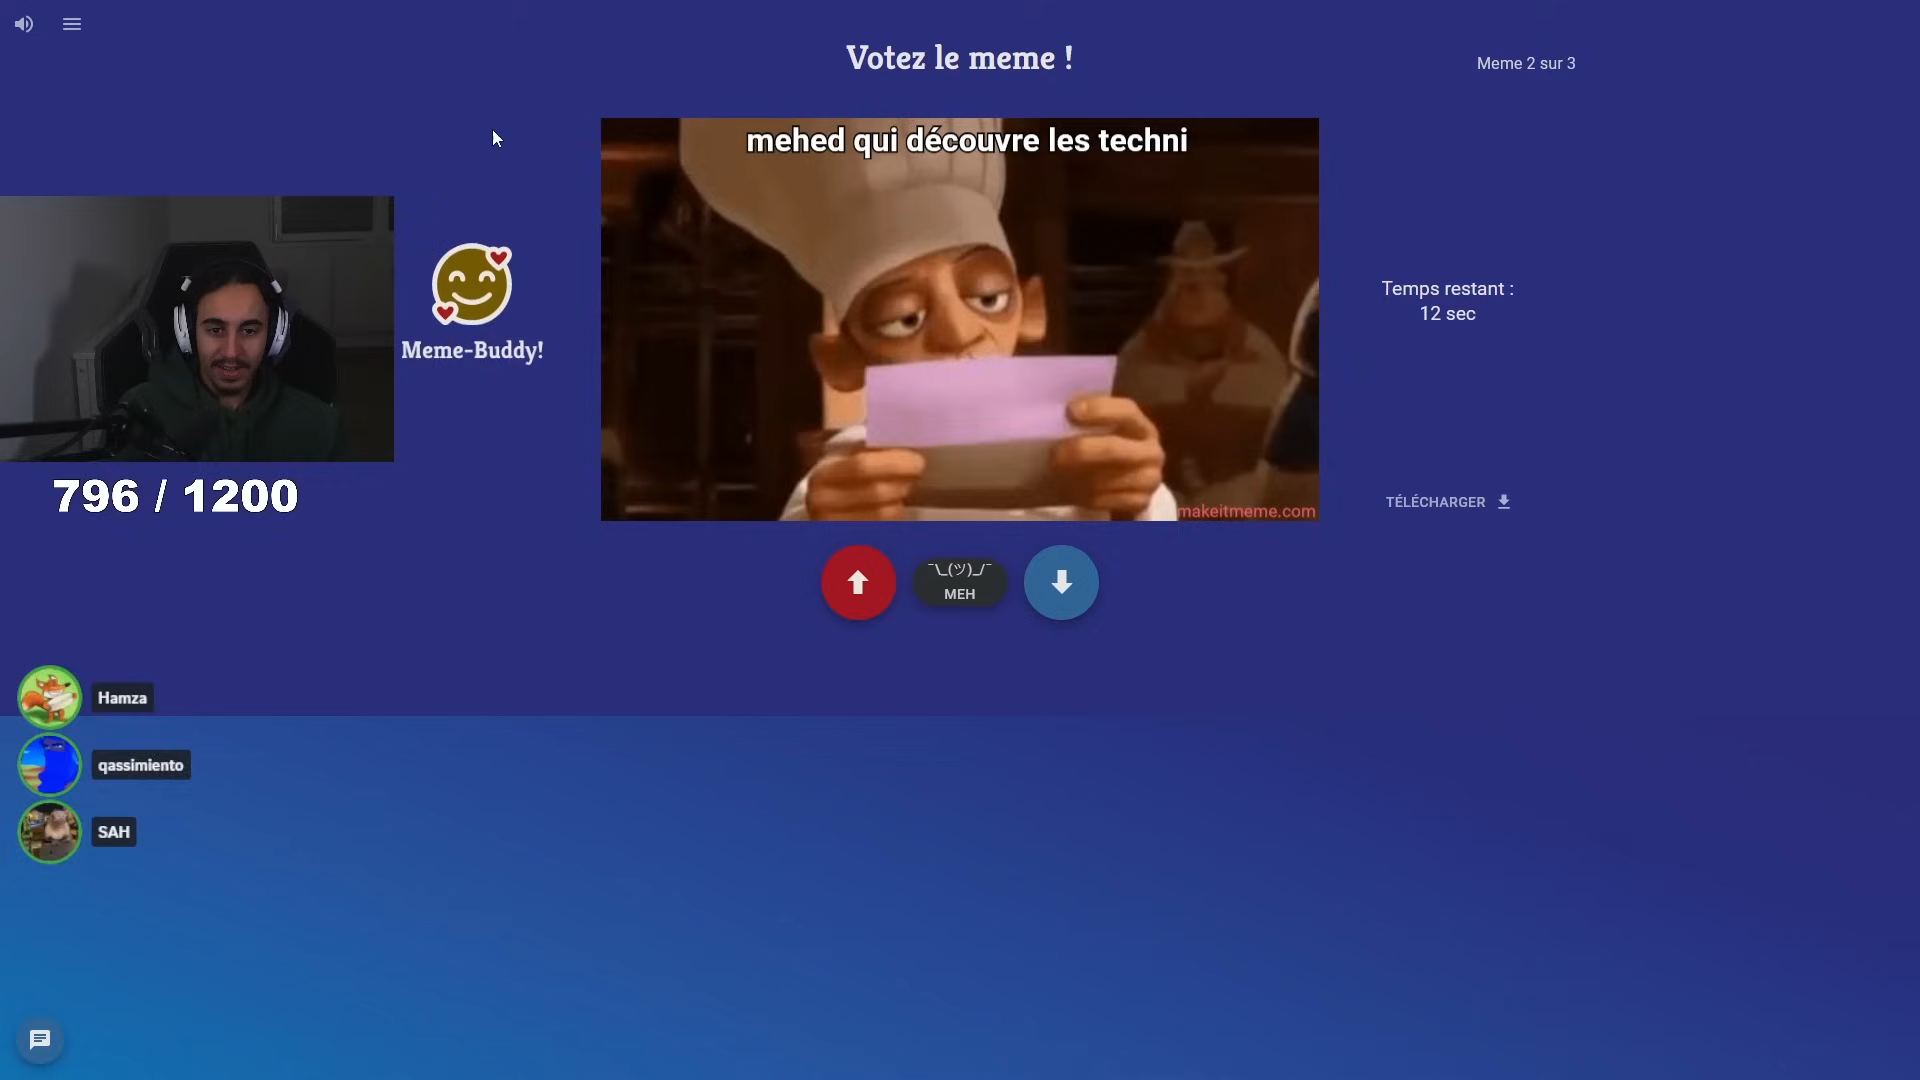 Votez le meme !
Meme 2 sur 3
mehed qui découvre les techni
Temps restant :
12 sec
Meme-Buddy!
796 / 1200
makeitmeme.com
TÉLÉCHARGER
¯\_(ツ)_/¯
MEH
Hamza
qassimiento
SAH